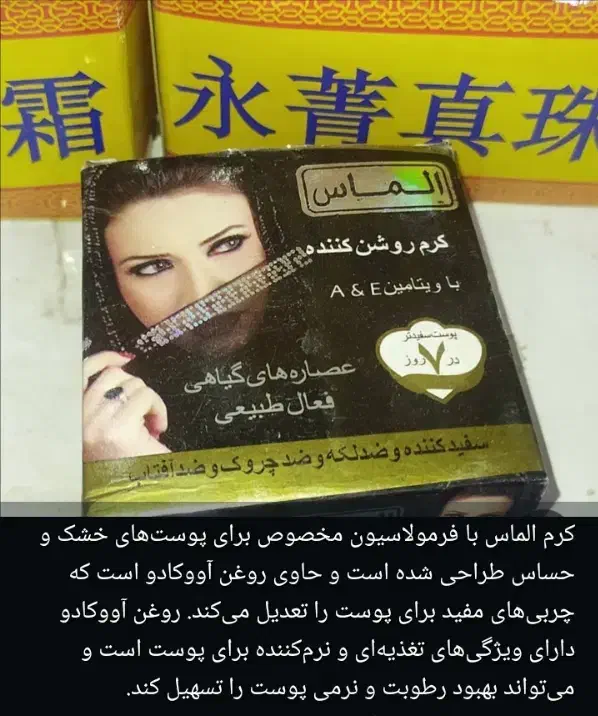 霜
永菁真珠
الماس
کرم روشن کننده
با ویتامین A & E
پوست سفیدتر
در ۷ روز
عصاره‌های گیاهی
فعال طبیعی
سفید کننده و ضد لکه و ضد چروک و ضد آفتاب
الماس
کرم الماس با فرمولاسیون مخصوص برای پوست‌های خشک و
حساس طراحی شده است و حاوی روغن آووکادو است که
چربی‌های مفید برای پوست را تعدیل می‌کند. روغن آووکادو
دارای ویژگی‌های تغذیه‌ای و نرم‌کننده برای پوست است و
می‌تواند بهبود رطوبت و نرمی پوست را تسهیل کند.